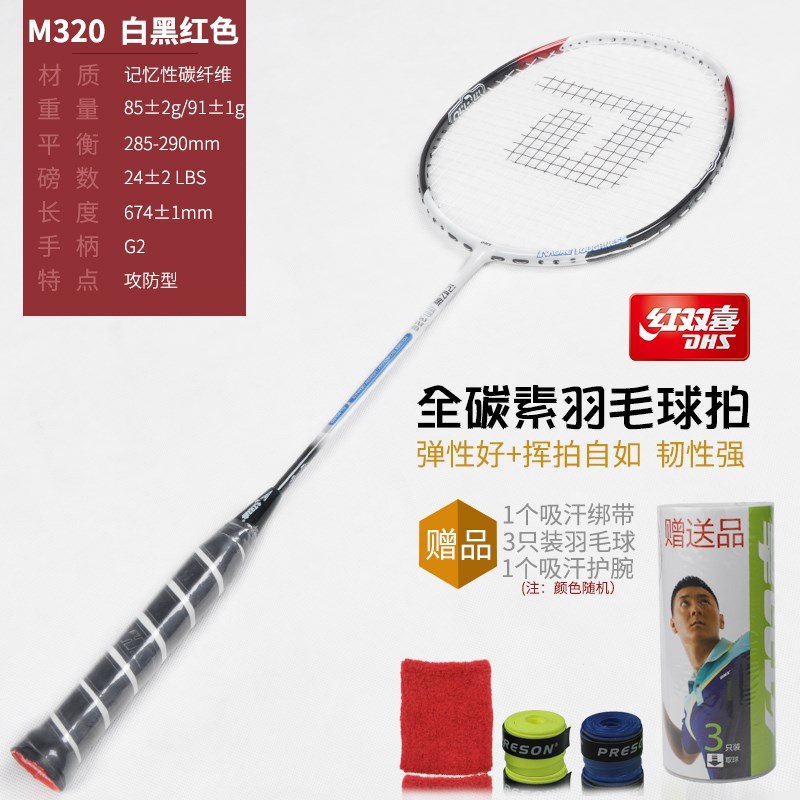 M320 白黑红色
材 质 记忆性碳纤维
重 量 85±2g/91±1g
平 衡 285-290mm
磅 数 24±2 LBS
长 度 674±1mm
手 柄 G2
特 点 攻防型
红双喜
DHS
全碳素羽毛球拍
弹性好+挥拍自如 韧性强
赠品
1个吸汗绑带
3只装羽毛球
1个吸汗护腕
(注：颜色随机)
赠送品
3只装
取球
PRESON
PRESON